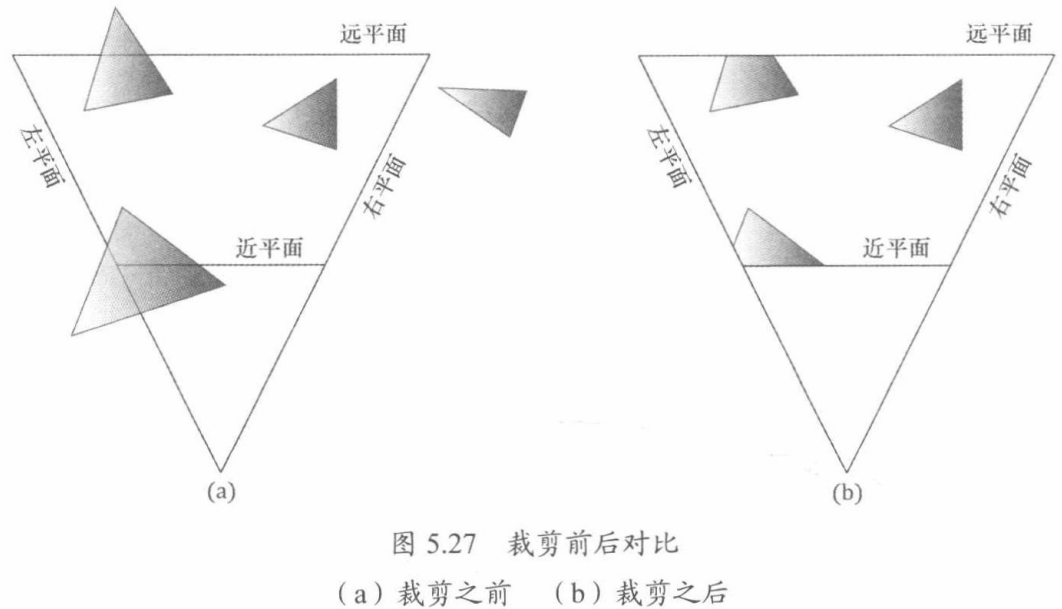 远平面
远平面
左平面
右平面
左平面
右平面
近平面
近平面
(a)
(b)
图 5.27 裁剪前后对比
(a)裁剪之前 (b)裁剪之后